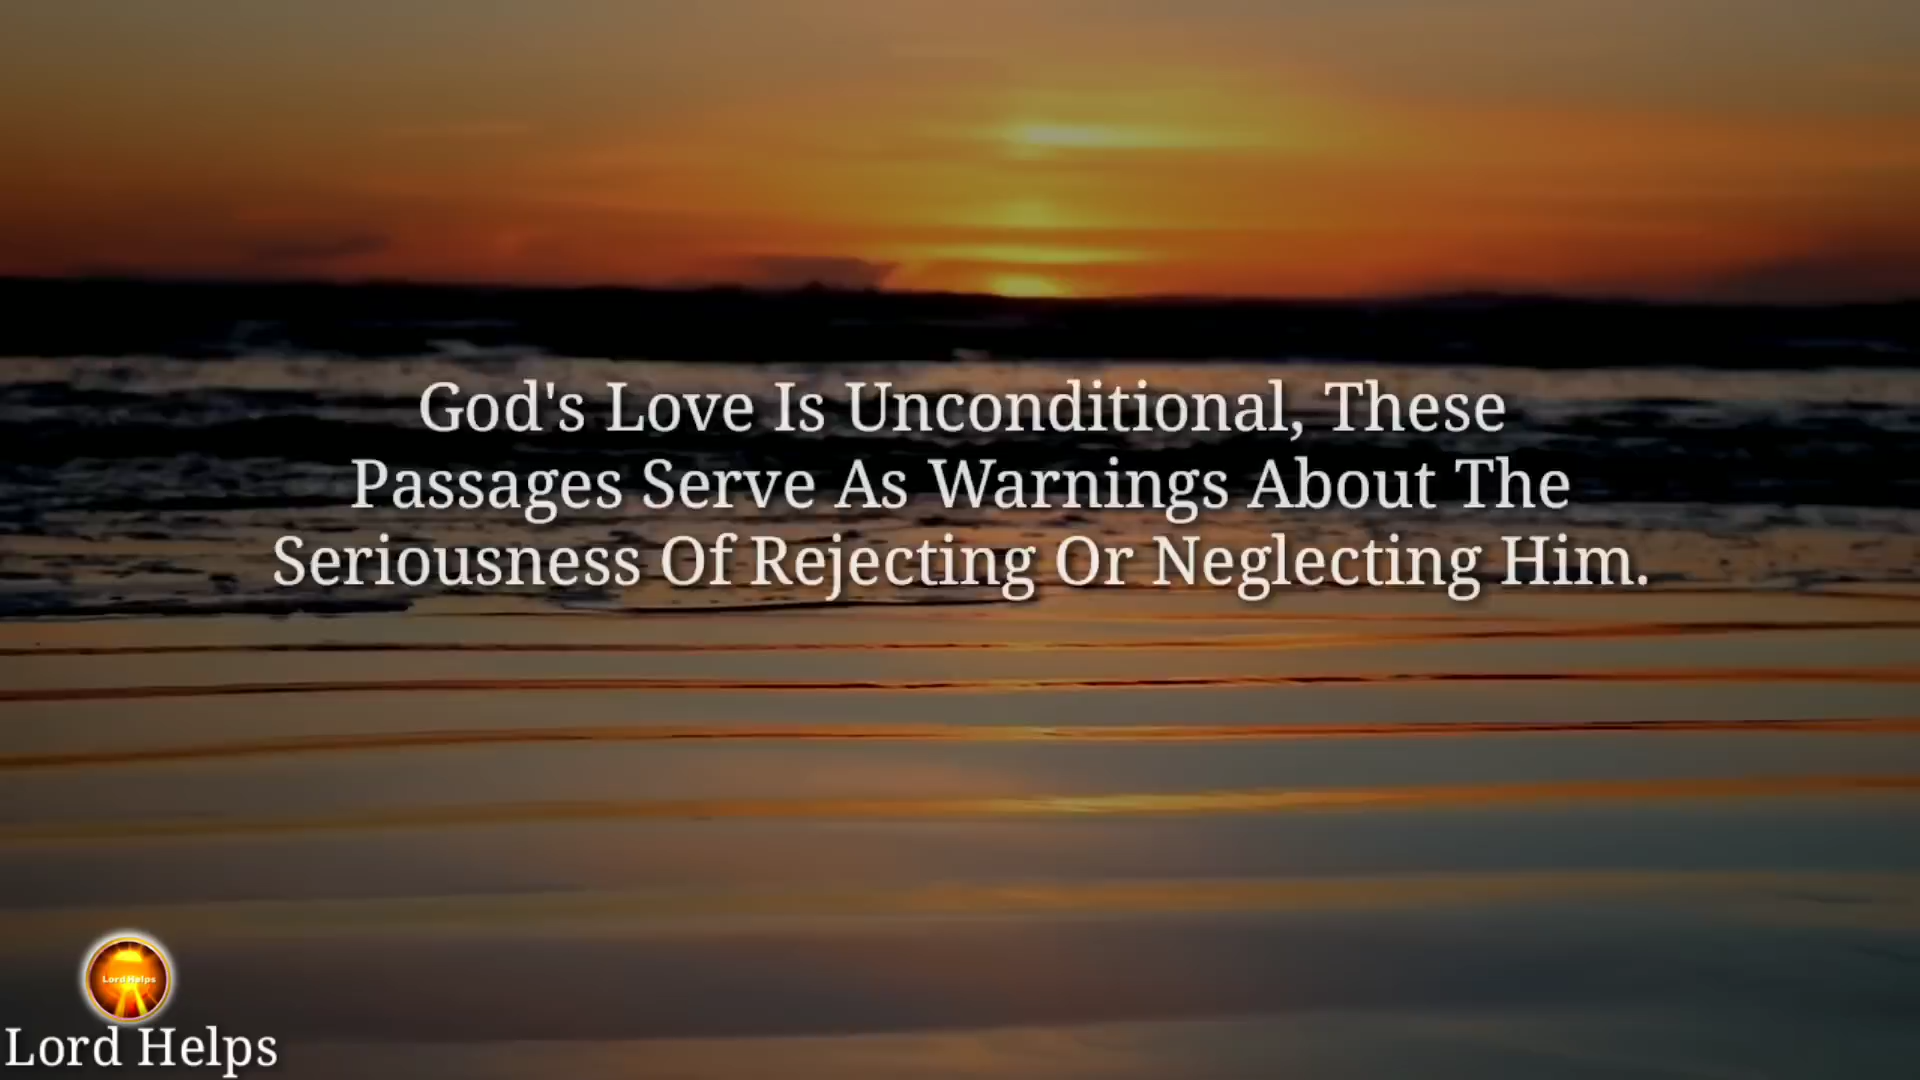 God's Love Is Unconditional, These
Passages Serve As Warnings About The
Seriousness Of Rejecting Or Neglecting Him.
Lord Helps
Lord Helps